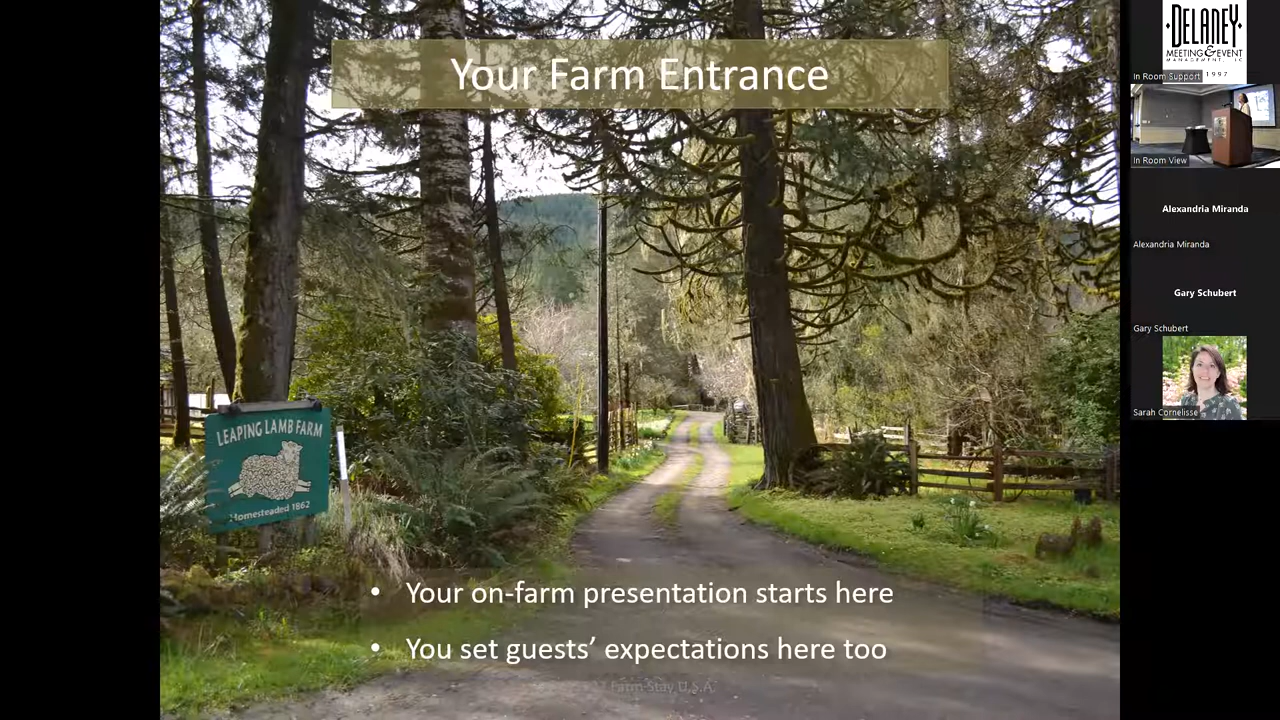 Your Farm Entrance
LEAPING LAMB FARM
Homesteaded 1862
• Your on-farm presentation starts here
• You set guests’ expectations here too
Farm Stay U.S.A.
DELANEY
MEETING & EVENT
MANAGEMENT, LLC
1997
In Room Support
In Room View
Alexandria Miranda
Alexandria Miranda
Gary Schubert
Gary Schubert
Sarah Cornelisse